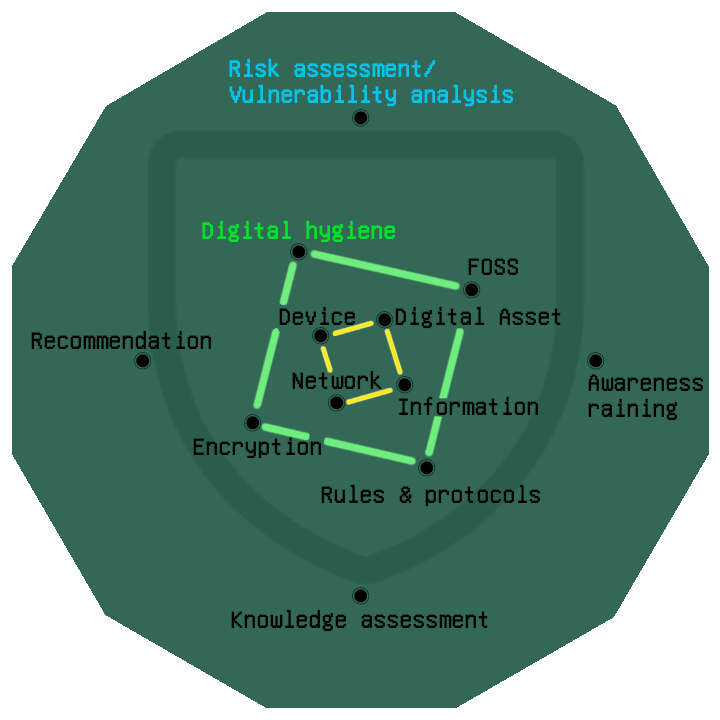 Risk assessment/
Vulnerability analysis
Digital hygiene
FOSS
Device
Digital Asset
Recommendation
Network
Awareness
raining
Information
Encryption
Rules & protocols
Knowledge assessment